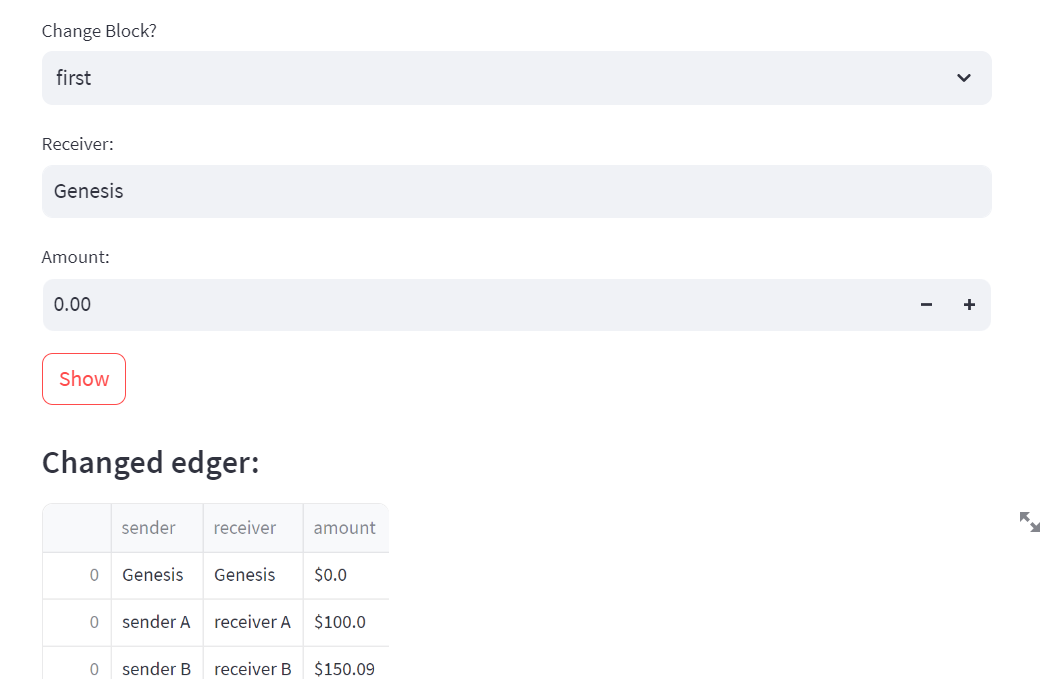 Change Block?
first
Receiver:
Genesis
Amount:
0.00 − +
Show
Changed edger:
sender receiver amount
0 Genesis Genesis $0.0
0 sender A receiver A $100.0
0 sender B receiver B $150.09